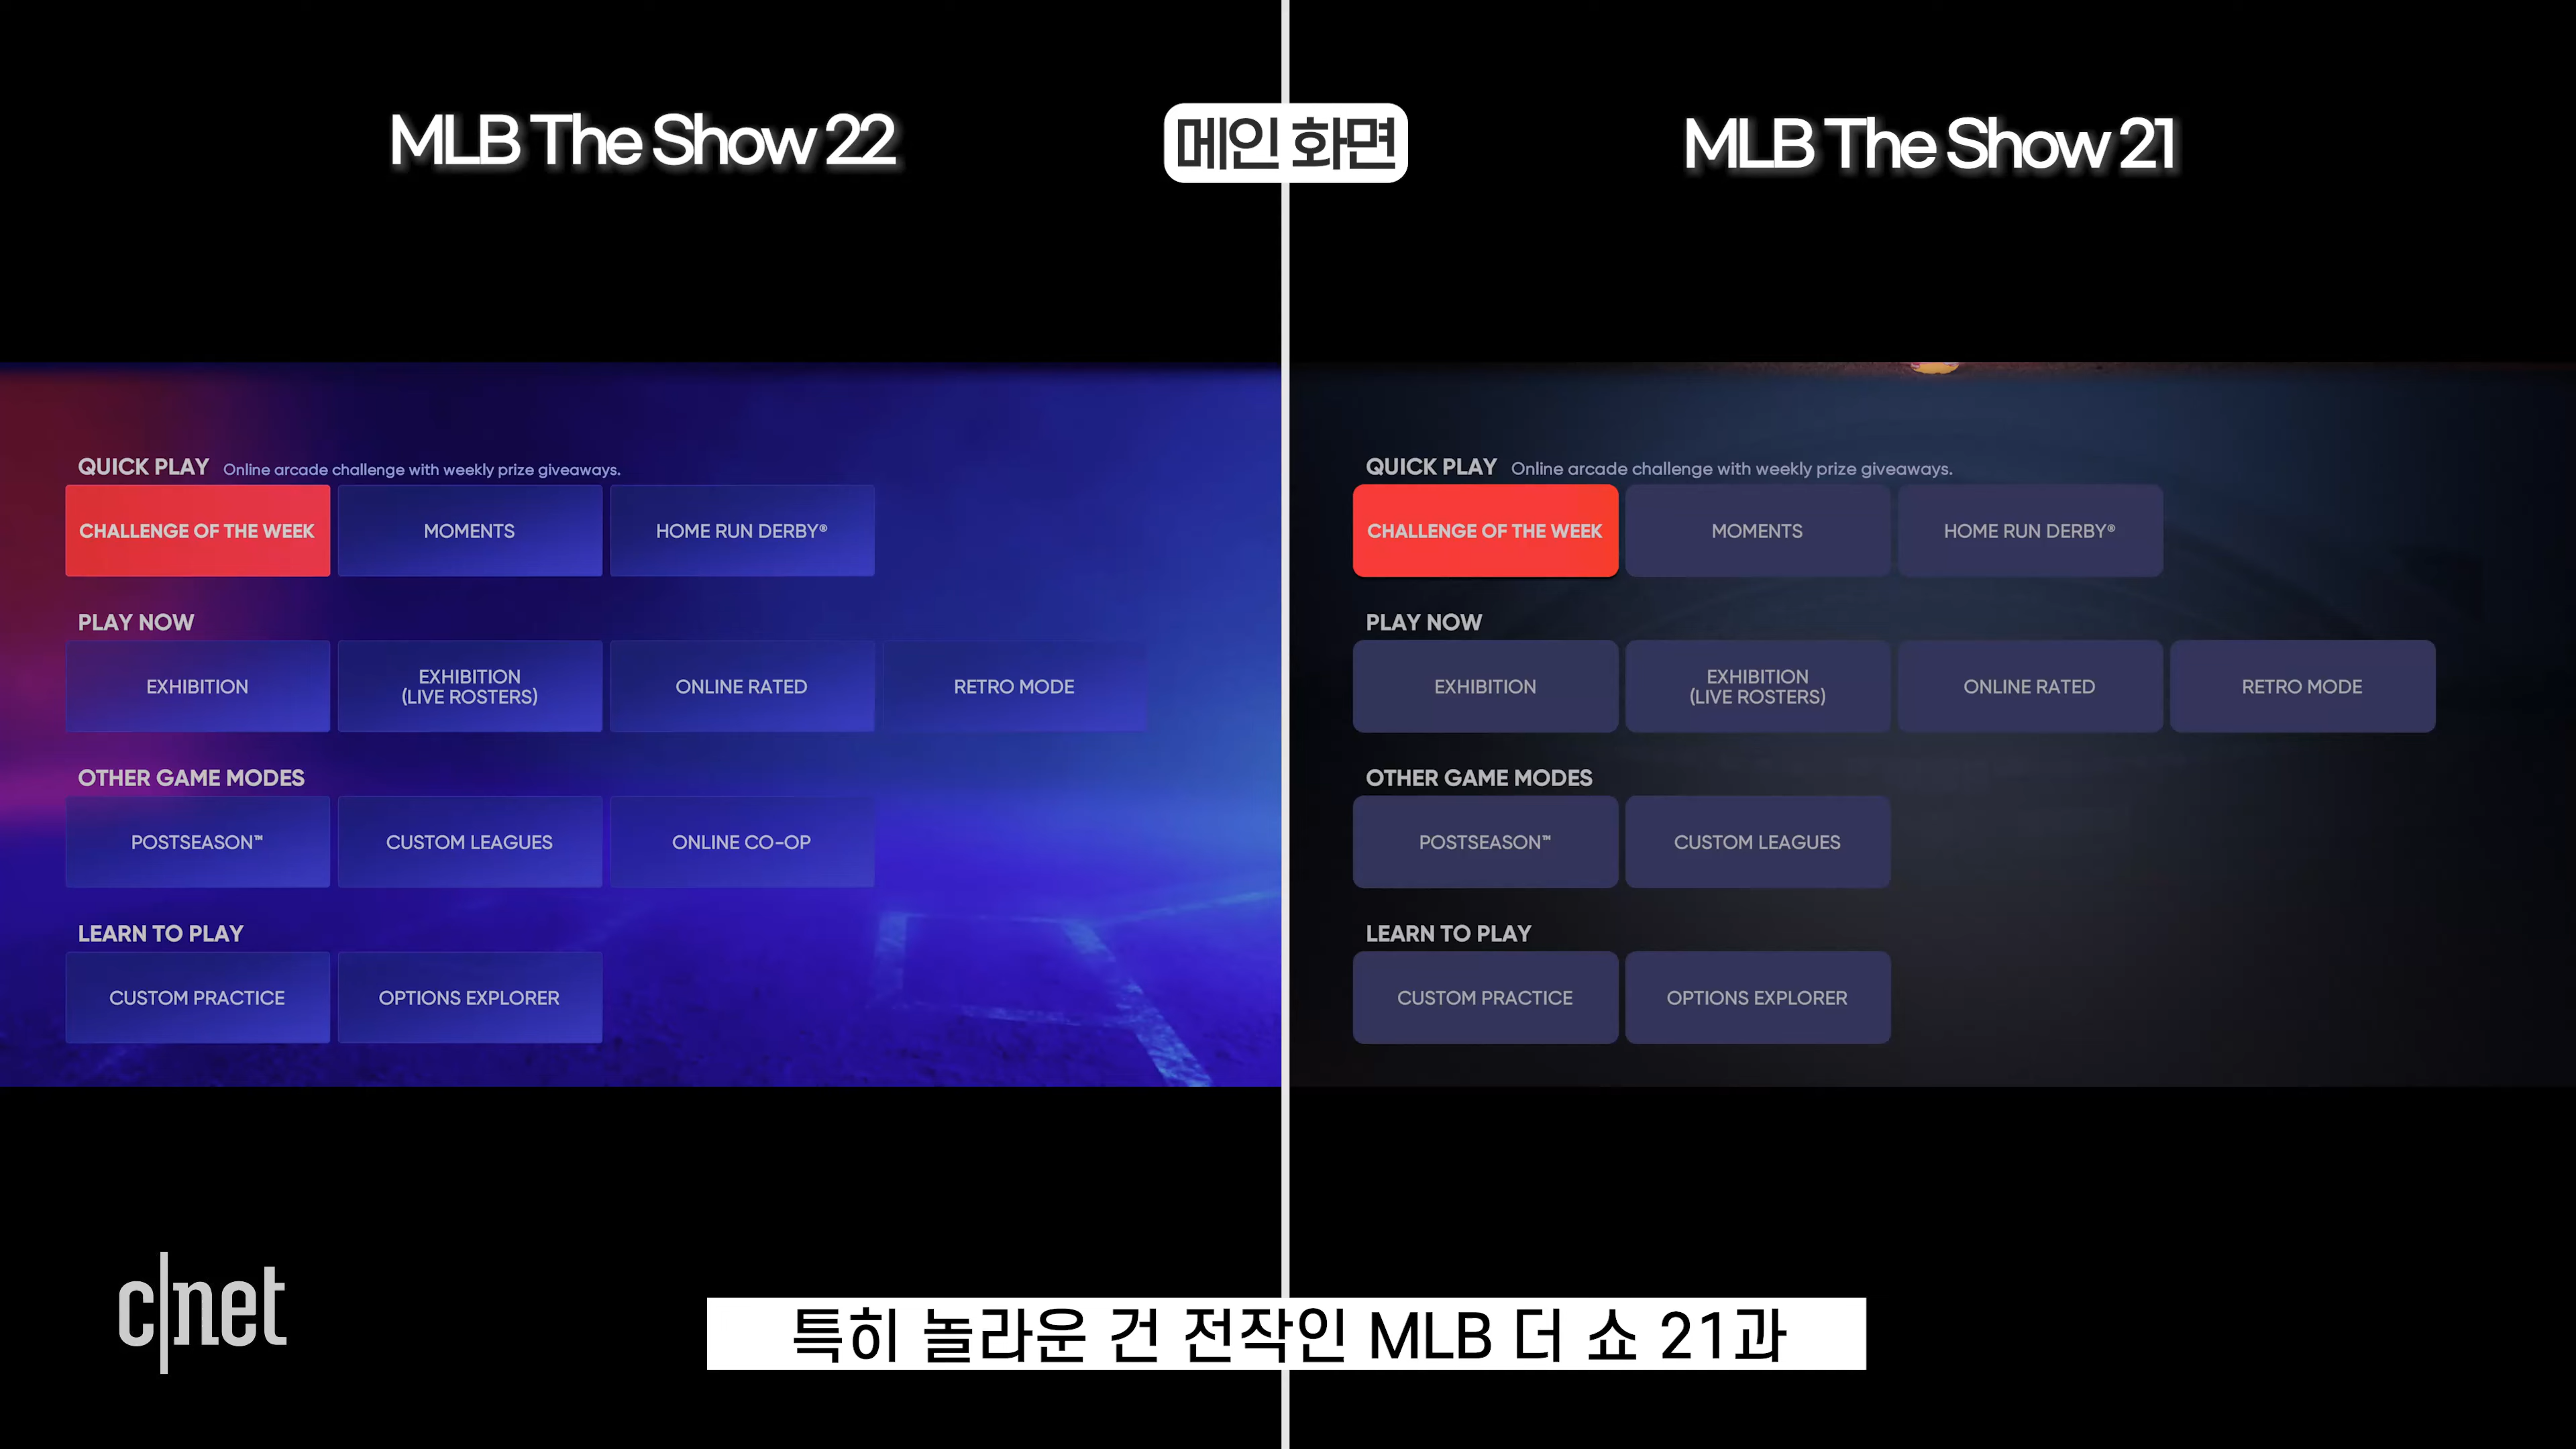 MLB The Show 22
메인 화면
MLB The Show 21
QUICK PLAY Online arcade challenge with weekly prize giveaways.
CHALLENGE OF THE WEEK
MOMENTS
HOME RUN DERBY®
PLAY NOW
EXHIBITION
EXHIBITION
(LIVE ROSTERS)
ONLINE RATED
RETRO MODE
OTHER GAME MODES
POSTSEASON™
CUSTOM LEAGUES
ONLINE CO-OP
LEARN TO PLAY
CUSTOM PRACTICE
OPTIONS EXPLORER
QUICK PLAY Online arcade challenge with weekly prize giveaways.
CHALLENGE OF THE WEEK
MOMENTS
HOME RUN DERBY®
PLAY NOW
EXHIBITION
EXHIBITION
(LIVE ROSTERS)
ONLINE RATED
RETRO MODE
OTHER GAME MODES
POSTSEASON™
CUSTOM LEAGUES
LEARN TO PLAY
CUSTOM PRACTICE
OPTIONS EXPLORER
c|net
특히 놀라운 건 전작인 MLB 더 쇼 21과